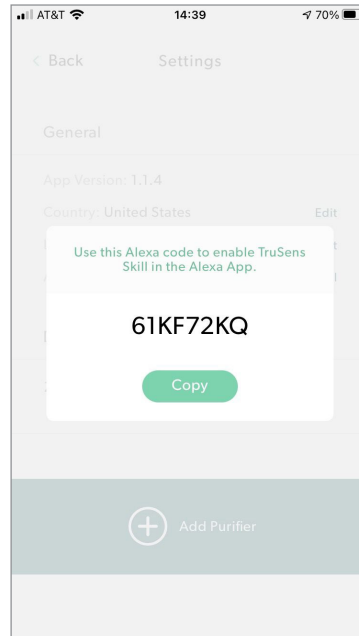 AT&T 14:39 70%
< Back Settings
General
App Version: 1.1.4
Country: United States Edit
Use this Alexa code to enable TruSens
Skill in the Alexa App.
61KF72KQ
Copy
Add Purifier